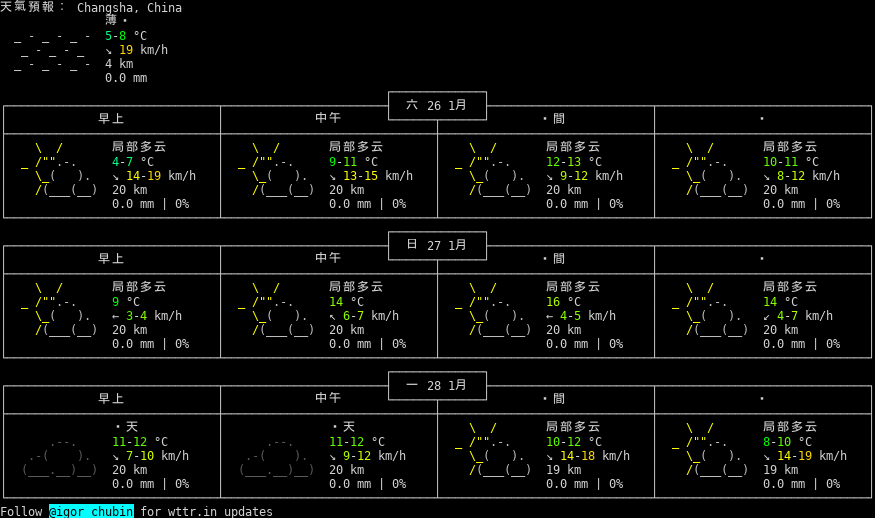 天氣預報： Changsha, China
薄・
5-8 °C
↘ 19 km/h
4 km
0.0 mm
六 26 1月
早上 中午 ・間 ・
局部多云 局部多云 局部多云 局部多云
4-7 °C 9-11 °C 12-13 °C 10-11 °C
↘ 14-19 km/h ↘ 13-15 km/h ↘ 9-12 km/h ↘ 8-12 km/h
20 km 20 km 20 km 20 km
0.0 mm | 0% 0.0 mm | 0% 0.0 mm | 0% 0.0 mm | 0%
日 27 1月
早上 中午 ・間 ・
局部多云 局部多云 局部多云 局部多云
9 °C 14 °C 16 °C 14 °C
← 3-4 km/h ↖ 6-7 km/h ← 4-5 km/h ↙ 4-7 km/h
20 km 20 km 20 km 20 km
0.0 mm | 0% 0.0 mm | 0% 0.0 mm | 0% 0.0 mm | 0%
一 28 1月
早上 中午 ・間 ・
・天 ・天 局部多云 局部多云
11-12 °C 11-12 °C 10-12 °C 8-10 °C
↘ 7-10 km/h ↘ 9-12 km/h ↘ 14-18 km/h ↘ 14-19 km/h
20 km 20 km 19 km 19 km
0.0 mm | 0% 0.0 mm | 0% 0.0 mm | 0% 0.0 mm | 0%
Follow @igor_chubin for wttr.in updates